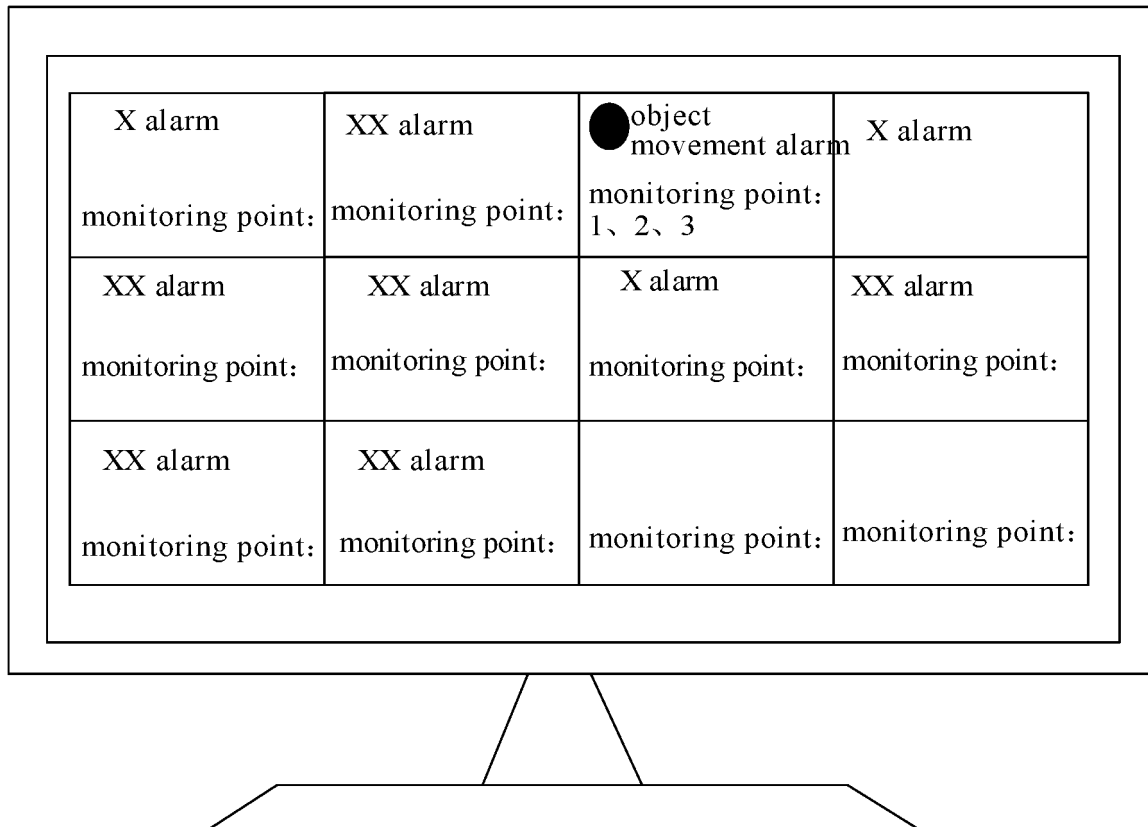 X alarm
monitoring point：
XX alarm
monitoring point：
object
movement alarm
monitoring point：
1、2、3
X alarm
XX alarm
monitoring point：
XX alarm
monitoring point：
X alarm
monitoring point：
XX alarm
monitoring point：
XX alarm
monitoring point：
XX alarm
monitoring point：
monitoring point：
monitoring point：